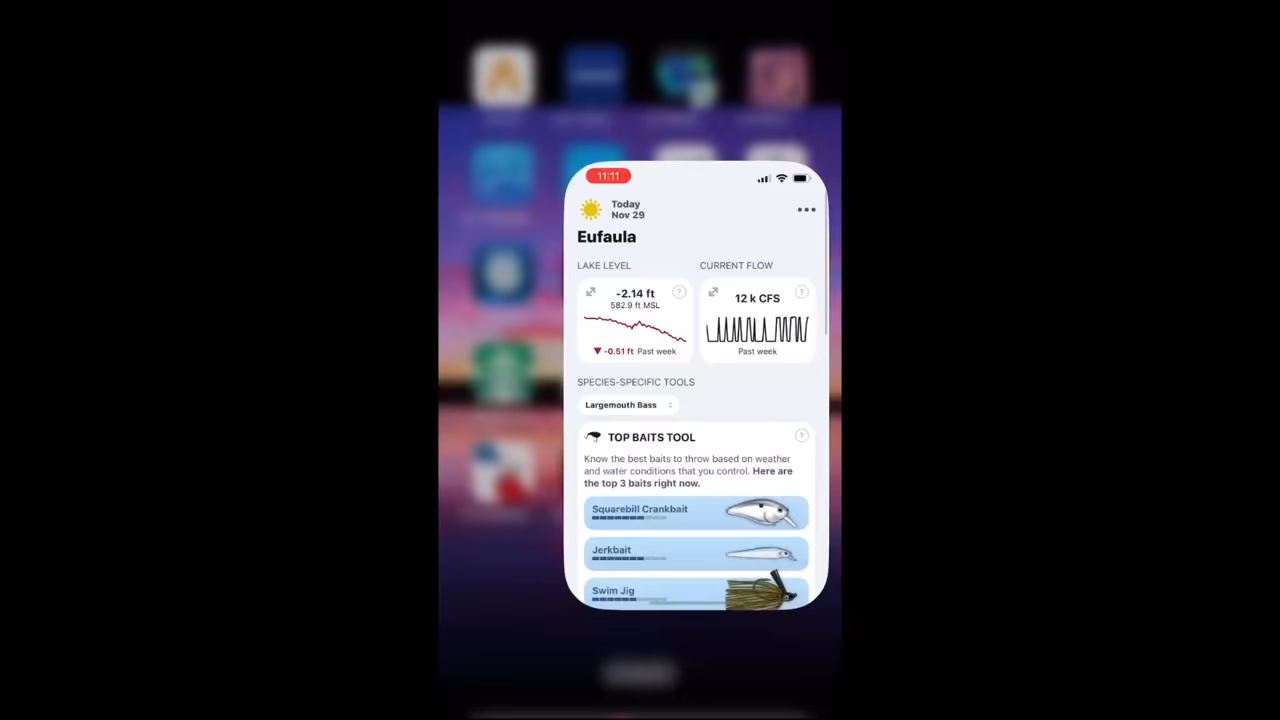 11:11
Today
Nov 29
Eufaula
LAKE LEVEL
CURRENT FLOW
-2.14 ft
?
582.9 ft MSL
▼ -0.51 ft Past week
12 k CFS
?
Past week
SPECIES-SPECIFIC TOOLS
Largemouth Bass
TOP BAITS TOOL
?
Know the best baits to throw based on weather
and water conditions that you control. Here are
the top 3 baits right now.
Squarebill Crankbait
Jerkbait
Swim Jig